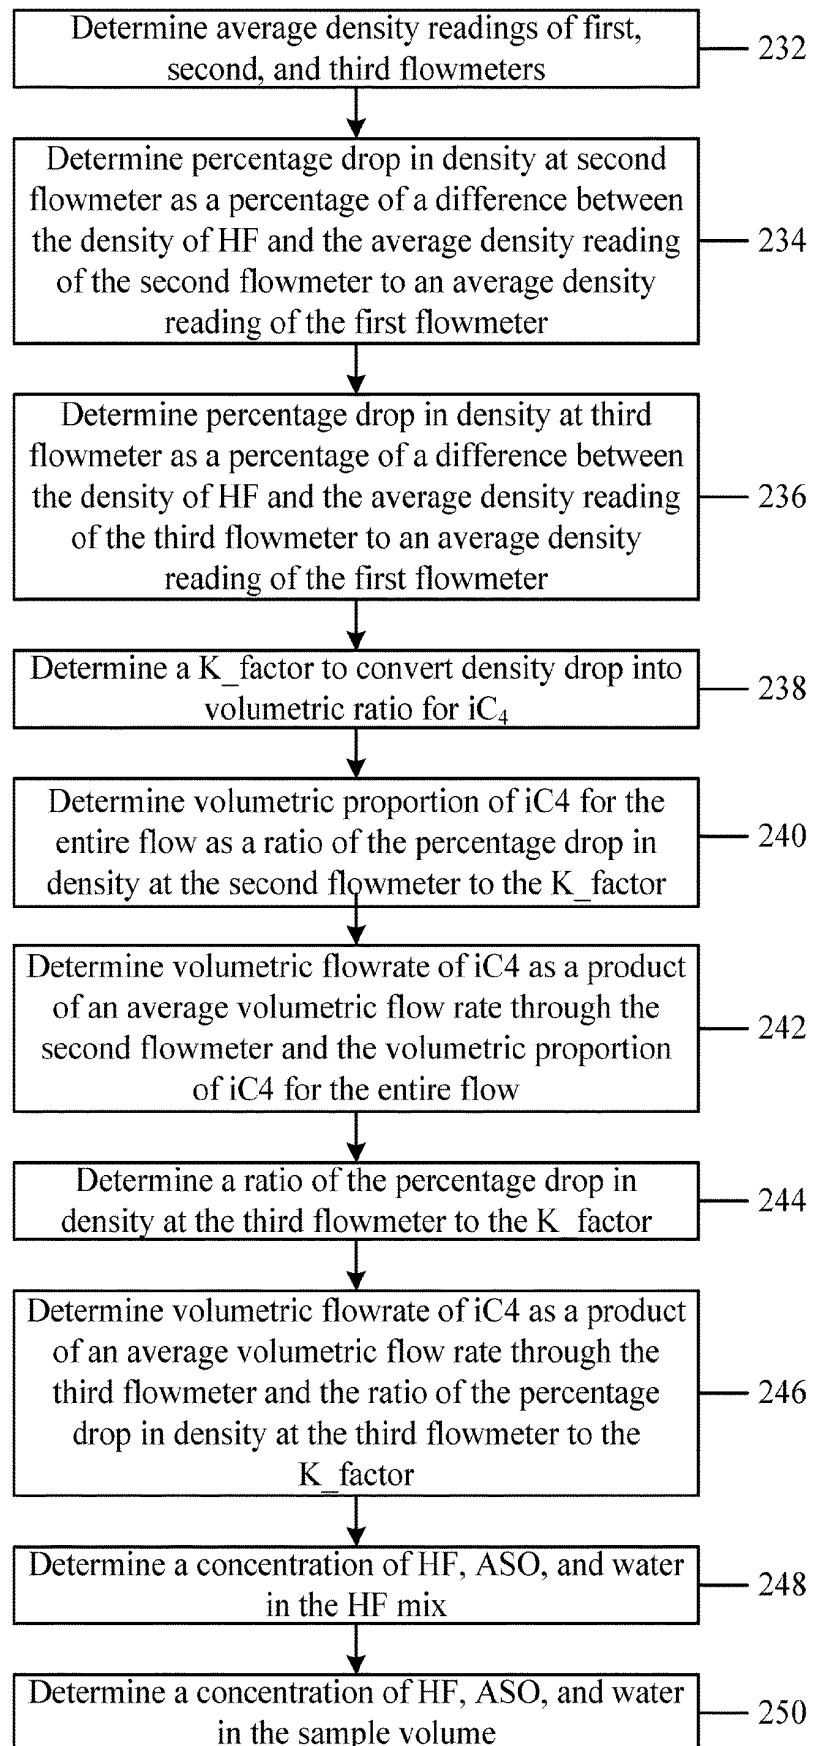 Determine average density readings of first,
second, and third flowmeters
232
Determine percentage drop in density at second
flowmeter as a percentage of a difference between
the density of HF and the average density reading
of the second flowmeter to an average density
reading of the first flowmeter
234
Determine percentage drop in density at third
flowmeter as a percentage of a difference between
the density of HF and the average density reading
of the third flowmeter to an average density
reading of the first flowmeter
236
Determine a K_factor to convert density drop into
volumetric ratio for iC₄
238
Determine volumetric proportion of iC4 for the
entire flow as a ratio of the percentage drop in
density at the second flowmeter to the K_factor
240
Determine volumetric flowrate of iC4 as a product
of an average volumetric flow rate through the
second flowmeter and the volumetric proportion
of iC4 for the entire flow
242
Determine a ratio of the percentage drop in
density at the third flowmeter to the K_factor
244
Determine volumetric flowrate of iC4 as a product
of an average volumetric flow rate through the
third flowmeter and the ratio of the percentage
drop in density at the third flowmeter to the
K_factor
246
Determine a concentration of HF, ASO, and water
in the HF mix
248
Determine a concentration of HF, ASO, and water
in the sample volume
250